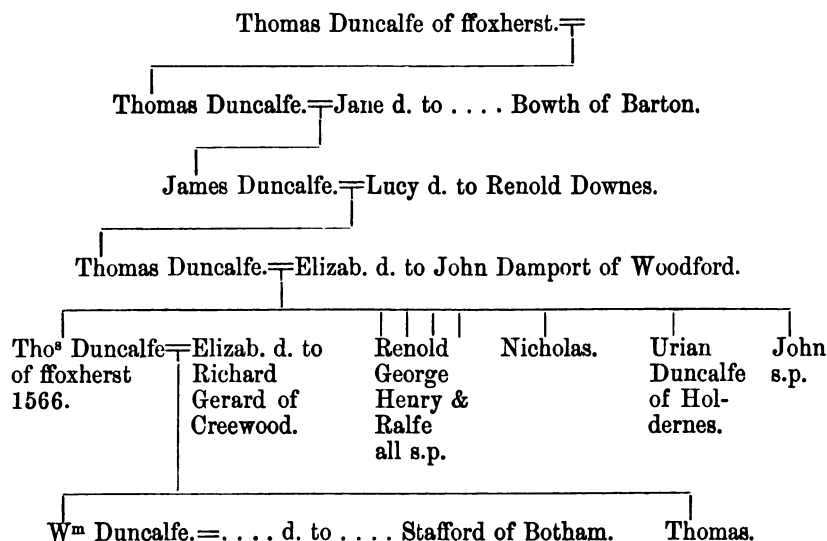 Thomas Duncalfe of ffoxherst.=
Thomas Duncalfe.=Jane d. to . . . . Bowth of Barton.
James Duncalfe.=Lucy d. to Renold Downes.
Thomas Duncalfe.=Elizab. d. to John Damport of Woodford.
Thoˢ Duncalfe=Elizab. d. to
of ffoxherst Richard
1566. Gerard of
Creewood.
Renold
George
Henry &
Ralfe
all s.p.
Nicholas.
Urian
Duncalfe
of Hol-
dernes.
John
s.p.
Wᵐ Duncalfe.=. . . . d. to . . . . Stafford of Botham.
Thomas.